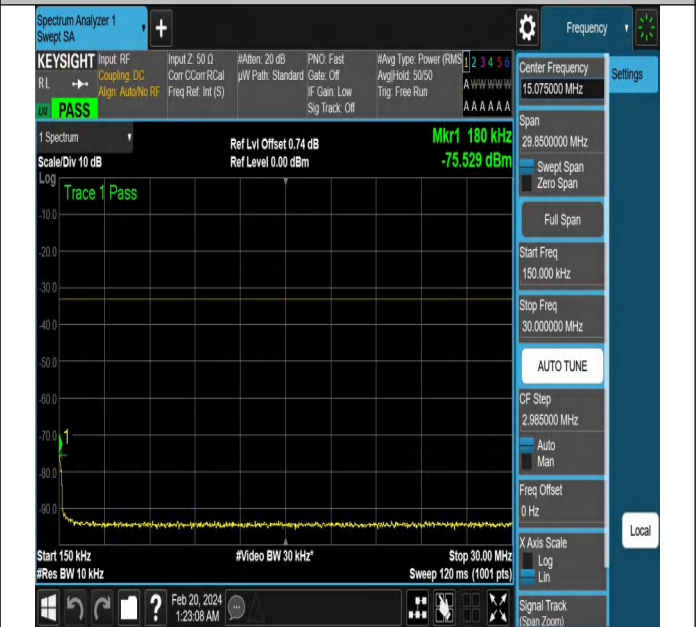 Spectrum Analyzer 1
Swept SA
+
Frequency
KEYSIGHT
RL
PASS
Input: RF
Coupling: DC
Align: Auto/No RF
Input Z: 50 Ω
Corr CCorr RCal
Freq Ref: Int (S)
#Atten: 20 dB
µW Path: Standard
PNO: Fast
Gate: Off
IF Gain: Low
Sig Track: Off
#Avg Type: Power (RMS
Avg|Hold: 50/50
Trig: Free Run
1 2 3 4 5 6
A W W W W W
A A A A A A
1 Spectrum
Scale/Div 10 dB
Ref Lvl Offset 0.74 dB
Ref Level 0.00 dBm
Mkr1 180 kHz
-75.529 dBm
Log
Trace 1 Pass
-10.0
-20.0
-30.0
-40.0
-50.0
-60.0
-70.0
1
-80.0
-90.0
Start 150 kHz
#Res BW 10 kHz
#Video BW 30 kHz*
Stop 30.00 MHz
Sweep 120 ms (1001 pts)
?
Feb 20, 2024
1:23:08 AM
Center Frequency
15.075000 MHz
Settings
Span
29.8500000 MHz
Swept Span
Zero Span
Full Span
Start Freq
150.000 kHz
Stop Freq
30.000000 MHz
AUTO TUNE
CF Step
2.985000 MHz
Auto
Man
Freq Offset
0 Hz
Local
X Axis Scale
Log
Lin
Signal Track
(Span Zoom)